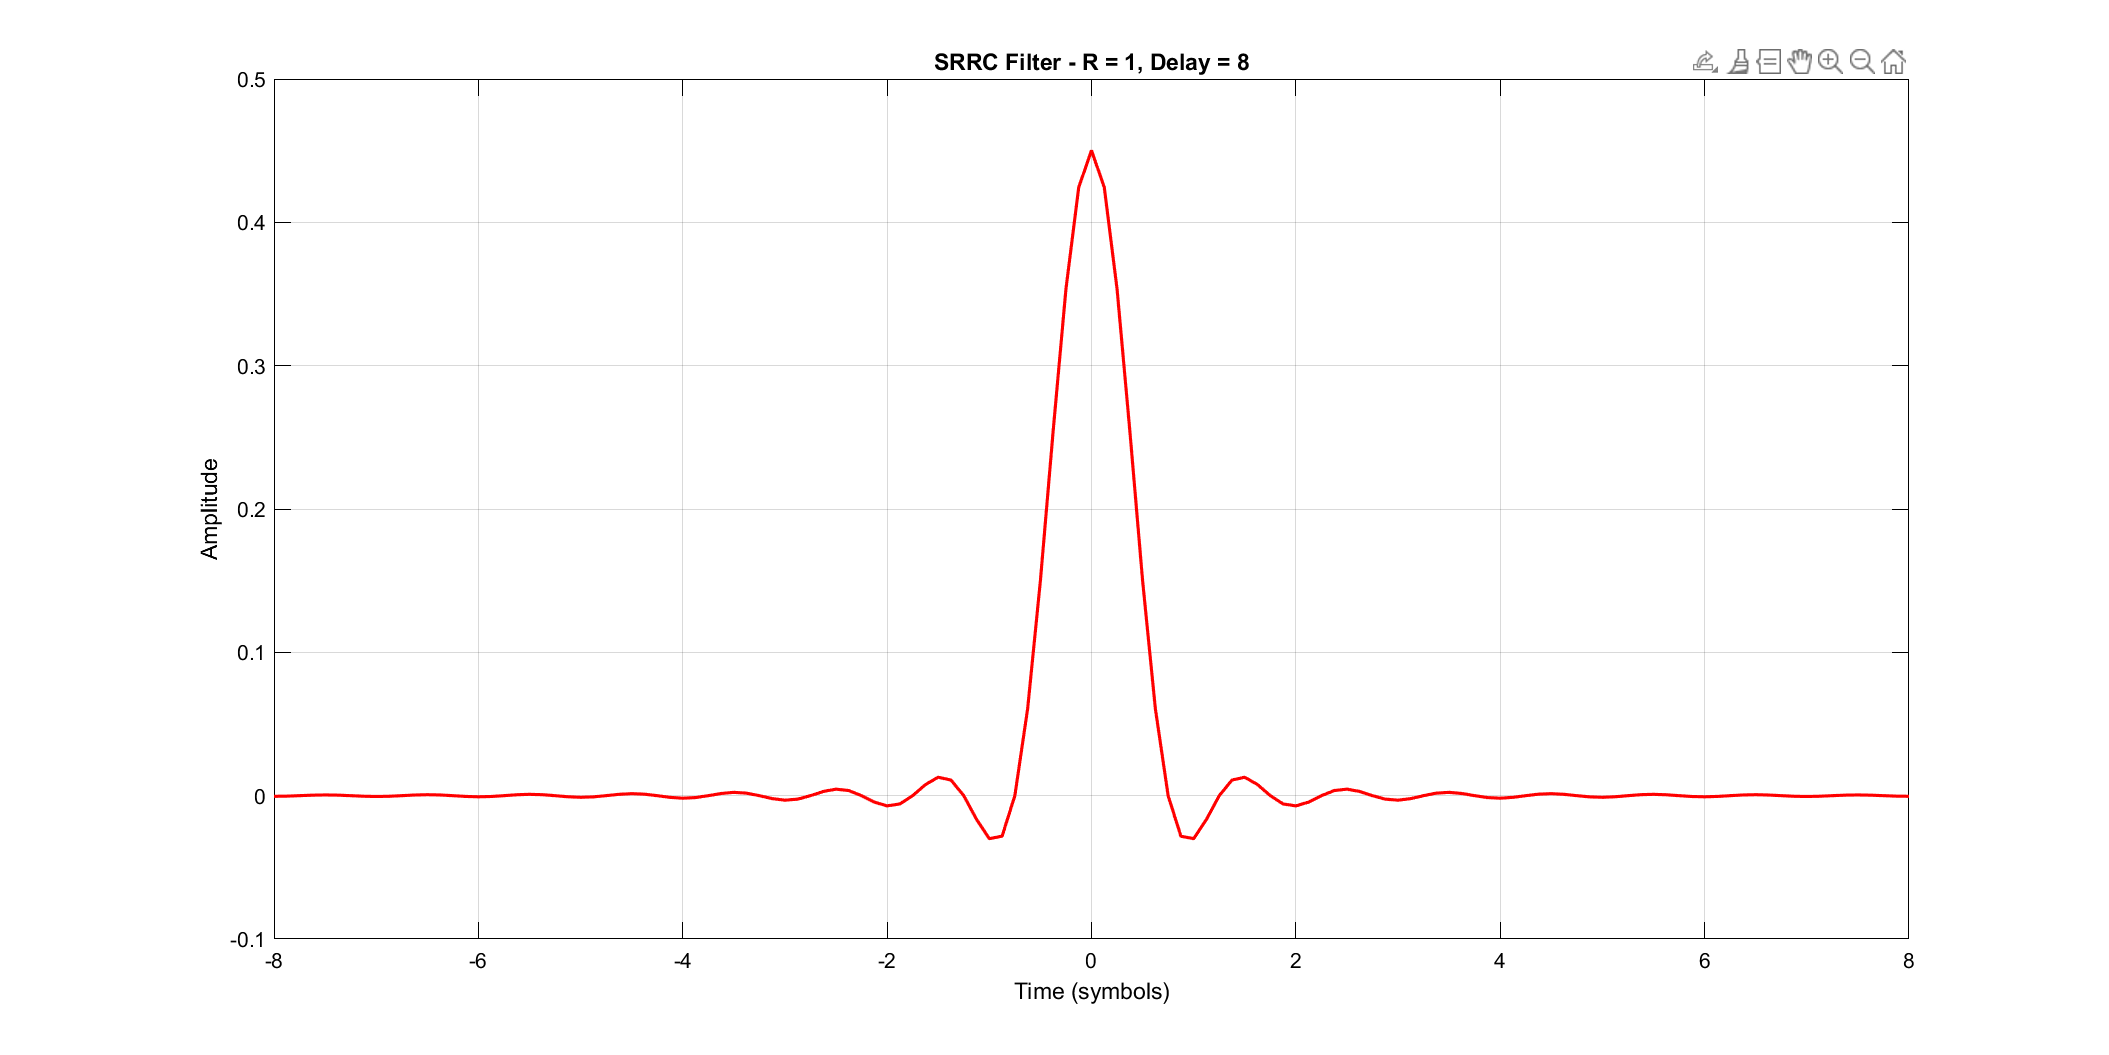 SRRC Filter - R = 1, Delay = 8
0.5
0.4
0.3
0.2
0.1
0
-0.1
Amplitude
-8 -6 -4 -2 0 2 4 6 8
Time (symbols)